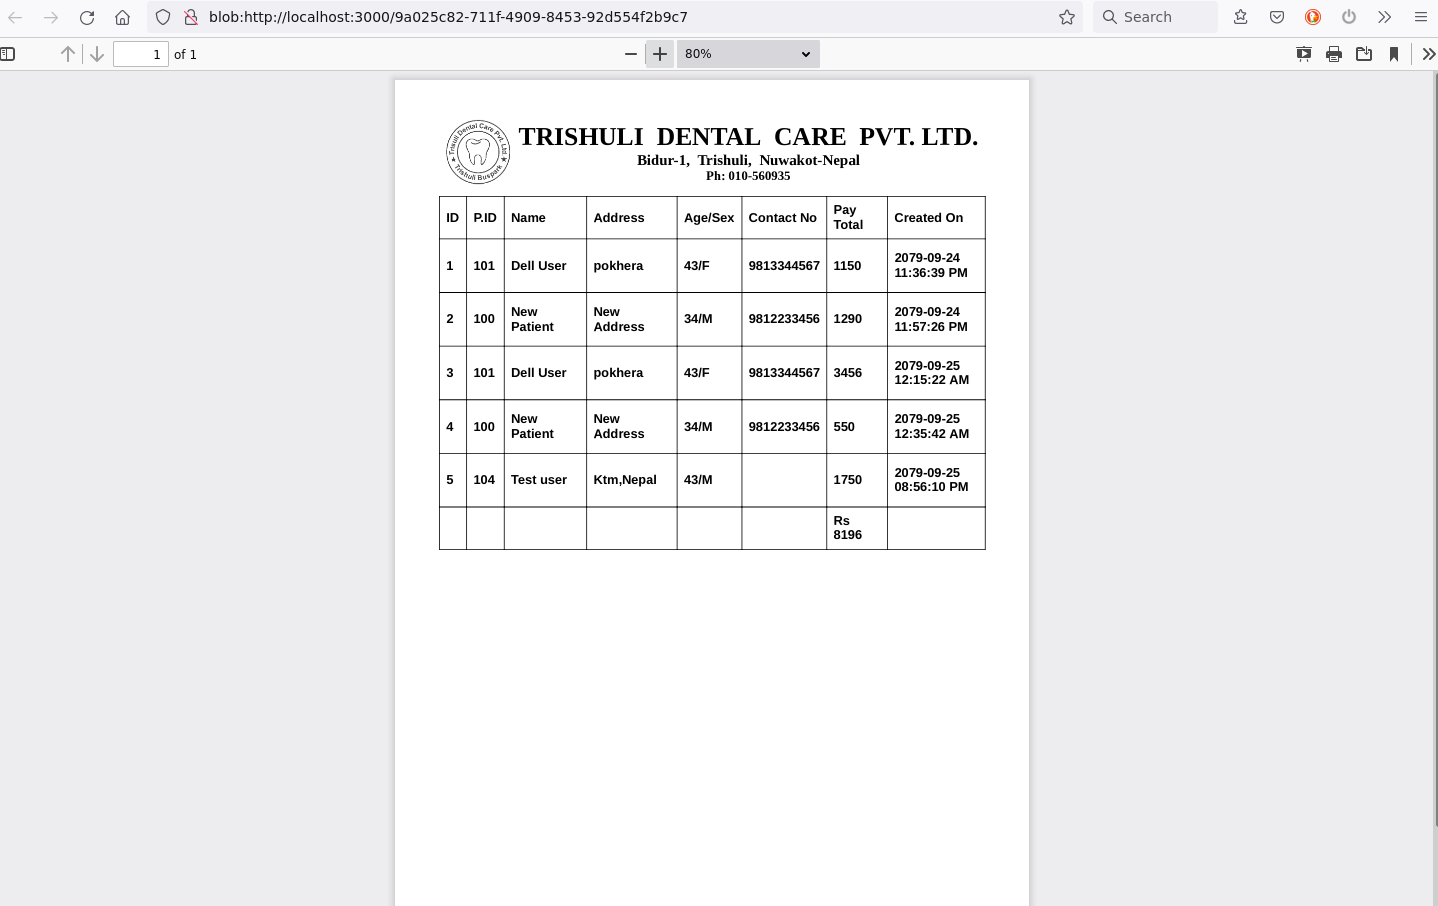 blob:http://localhost:3000/9a025c82-711f-4909-8453-92d554f2b9c7
Search
1 of 1
80%
Trisuli Dental Care Pvt. Ltd
★ Trishuli Buspark ★
TRISHULI DENTAL CARE PVT. LTD.
Bidur-1, Trishuli, Nuwakot-Nepal
Ph: 010-560935
ID P.ID Name Address Age/Sex Contact No Pay Total Created On
1 101 Dell User pokhera 43/F 9813344567 1150 2079-09-24 11:36:39 PM
2 100 New Patient New Address 34/M 9812233456 1290 2079-09-24 11:57:26 PM
3 101 Dell User pokhera 43/F 9813344567 3456 2079-09-25 12:15:22 AM
4 100 New Patient New Address 34/M 9812233456 550 2079-09-25 12:35:42 AM
5 104 Test user Ktm,Nepal 43/M 1750 2079-09-25 08:56:10 PM
Rs 8196